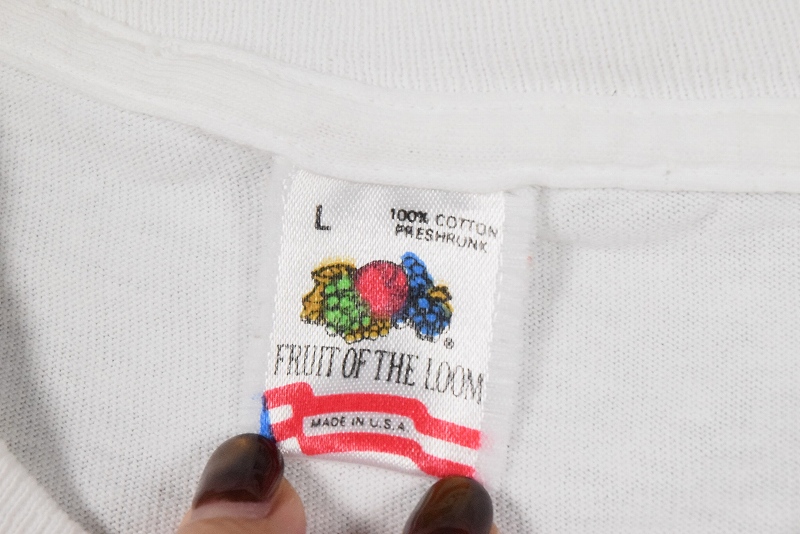 L
100% COTTON
PRESHRUNK
®
FRUIT OF THE LOOM
MADE IN U.S.A.